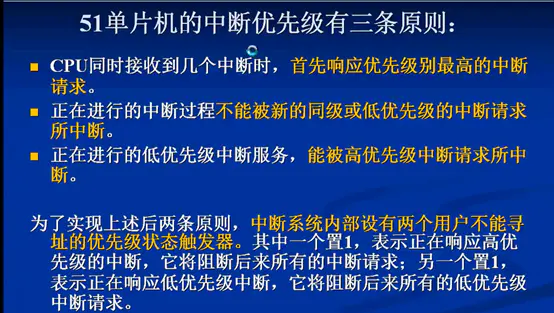 51单片机的中断优先级有三条原则：
CPU同时接收到几个中断时，首先响应优先级别最高的中断
请求。
正在进行的中断过程不能被新的同级或低优先级的中断请求
所中断。
正在进行的低优先级中断服务，能被高优先级中断请求所中
断。
为了实现上述后两条原则，中断系统内部设有两个用户不能寻
址的优先级状态触发器。其中一个置1，表示正在响应高优
先级的中断，它将阻断后来所有的中断请求；另一个置1，
表示正在响应低优先级中断，它将阻断后来所有的低优先级
中断请求。